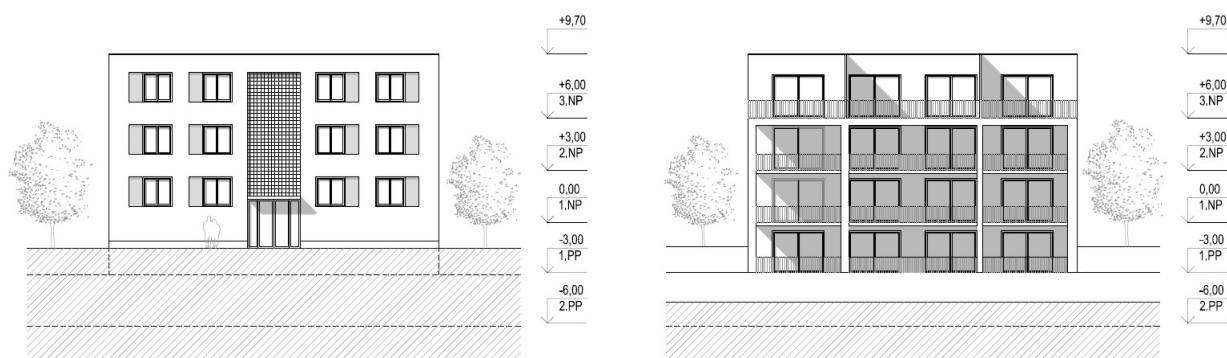 +9,70
+6,00
3.NP
+3,00
2.NP
0,00
1.NP
-3,00
1.PP
-6,00
2.PP
+9,70
+6,00
3.NP
+3,00
2.NP
0,00
1.NP
-3,00
1.PP
-6,00
2.PP